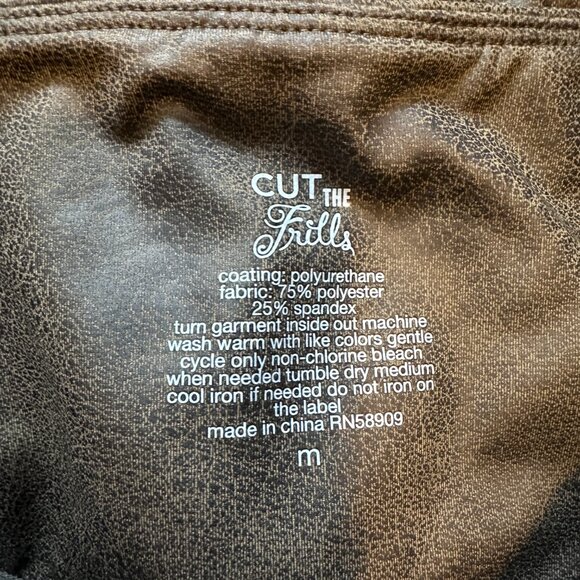 CUT THE
Frills
coating: polyurethane
fabric: 75% polyester
25% spandex
turn garment inside out machine
wash warm with like colors gentle
cycle only non-chlorine bleach
when needed tumble dry medium
cool iron if needed do not iron on
the label
made in china RN58909
m